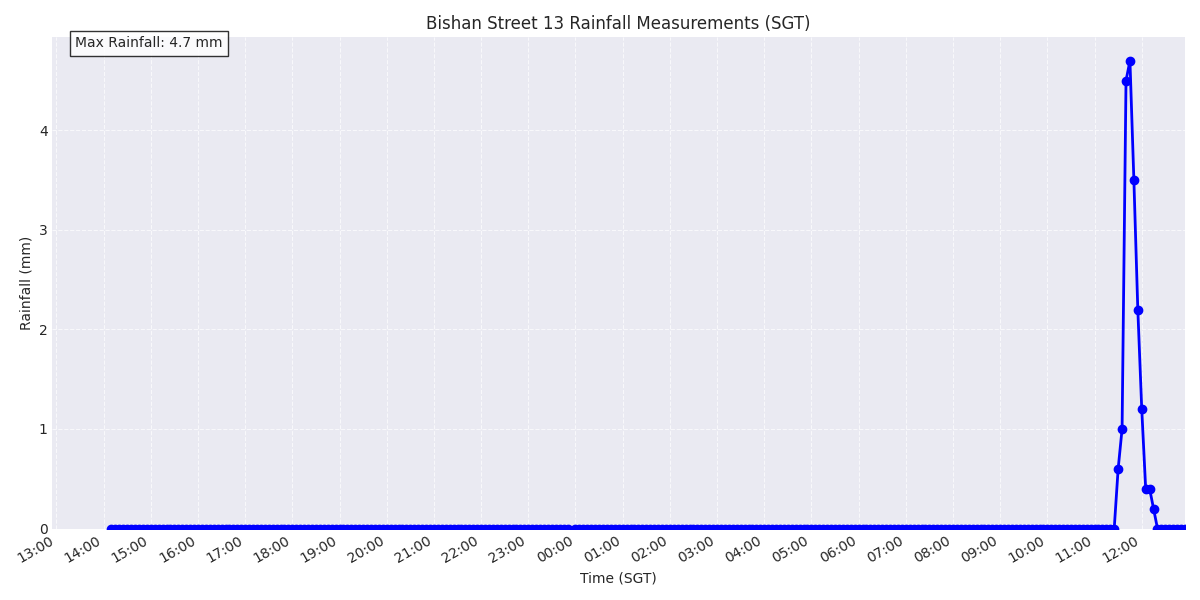 Bishan Street 13 Rainfall Measurements (SGT)
Max Rainfall: 4.7 mm
Rainfall (mm)
4
3
2
1
0
13:00 14:00 15:00 16:00 17:00 18:00 19:00 20:00 21:00 22:00 23:00 00:00 01:00 02:00 03:00 04:00 05:00 06:00 07:00 08:00 09:00 10:00 11:00 12:00
Time (SGT)